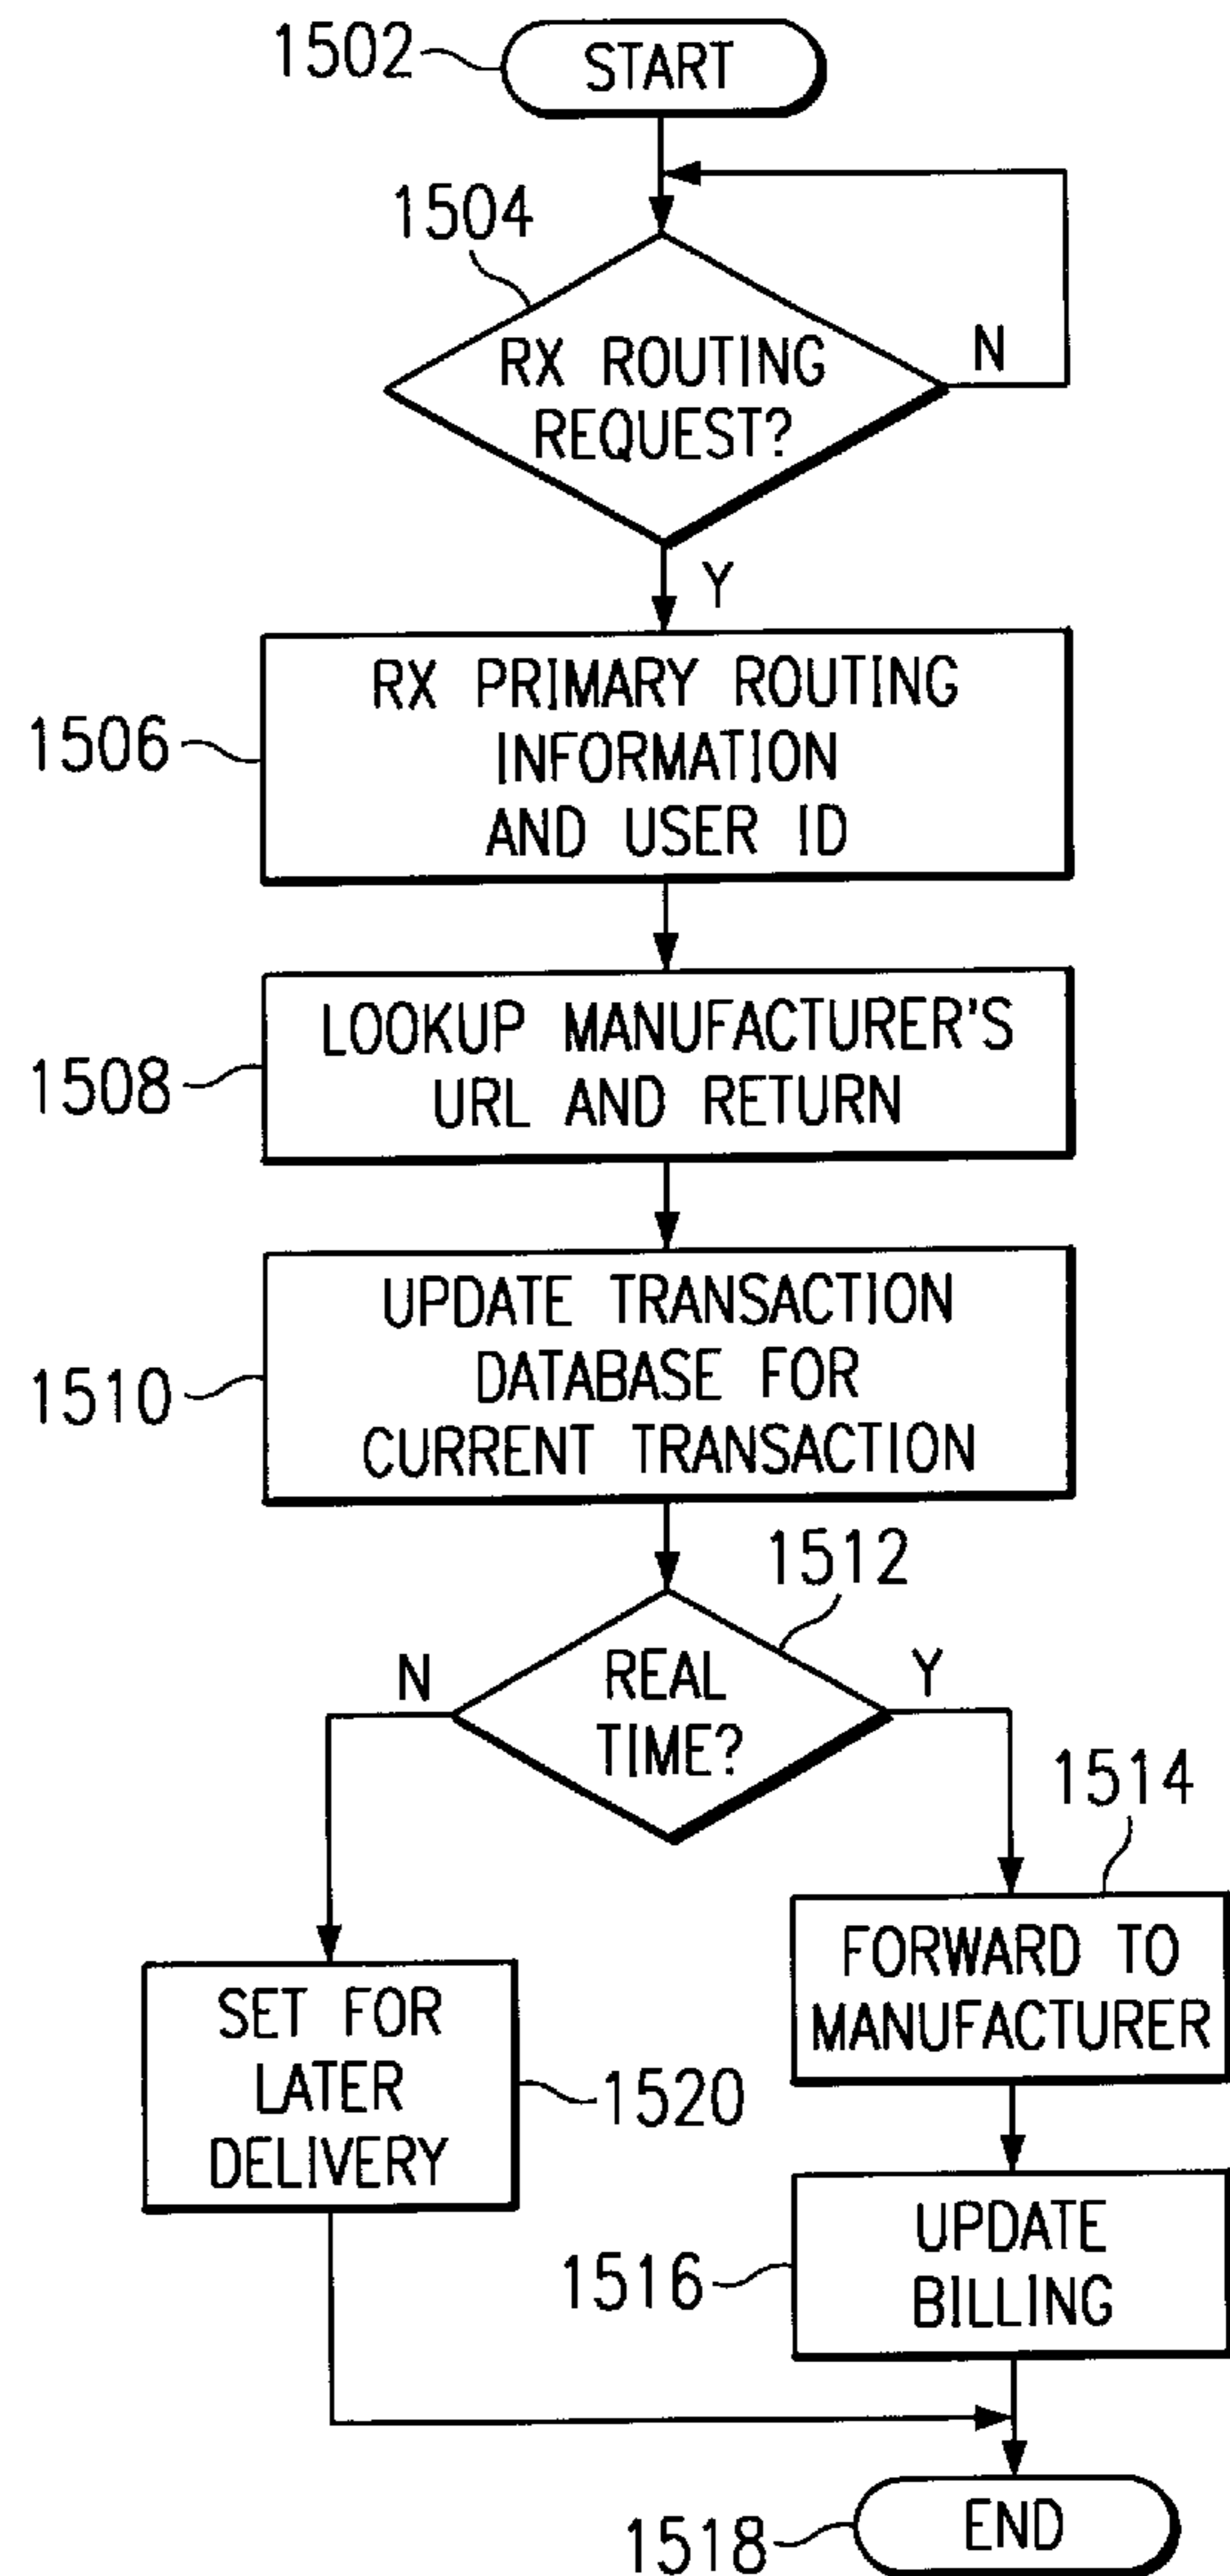 1502
START
1504
RX ROUTING
REQUEST?
N
Y
1506
RX PRIMARY ROUTING
INFORMATION
AND USER ID
1508
LOOKUP MANUFACTURER'S
URL AND RETURN
1510
UPDATE TRANSACTION
DATABASE FOR
CURRENT TRANSACTION
1512
N
REAL
TIME?
Y
1514
FORWARD TO
MANUFACTURER
SET FOR
LATER
DELIVERY
1520
1516
UPDATE
BILLING
1518
END